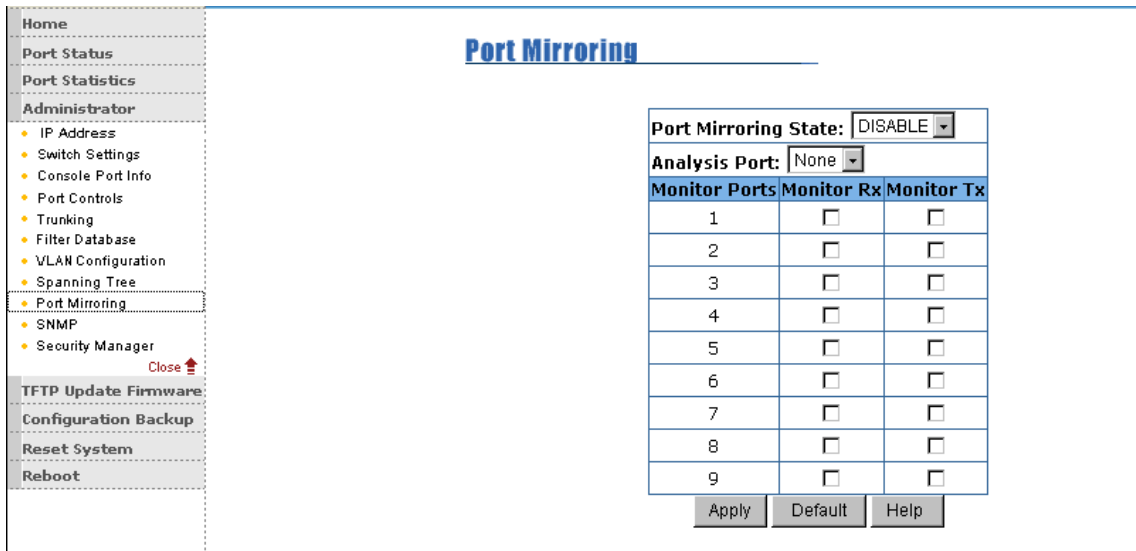 Home
Port Status
Port Statistics
Administrator
IP Address
Switch Settings
Console Port Info
Port Controls
Trunking
Filter Database
VLAN Configuration
Spanning Tree
Port Mirroring
SNMP
Security Manager
Close
TFTP Update Firmware
Configuration Backup
Reset System
Reboot
Port Mirroring
Port Mirroring State: DISABLE
Analysis Port: None
Monitor Ports Monitor Rx Monitor Tx
1
2
3
4
5
6
7
8
9
Apply Default Help